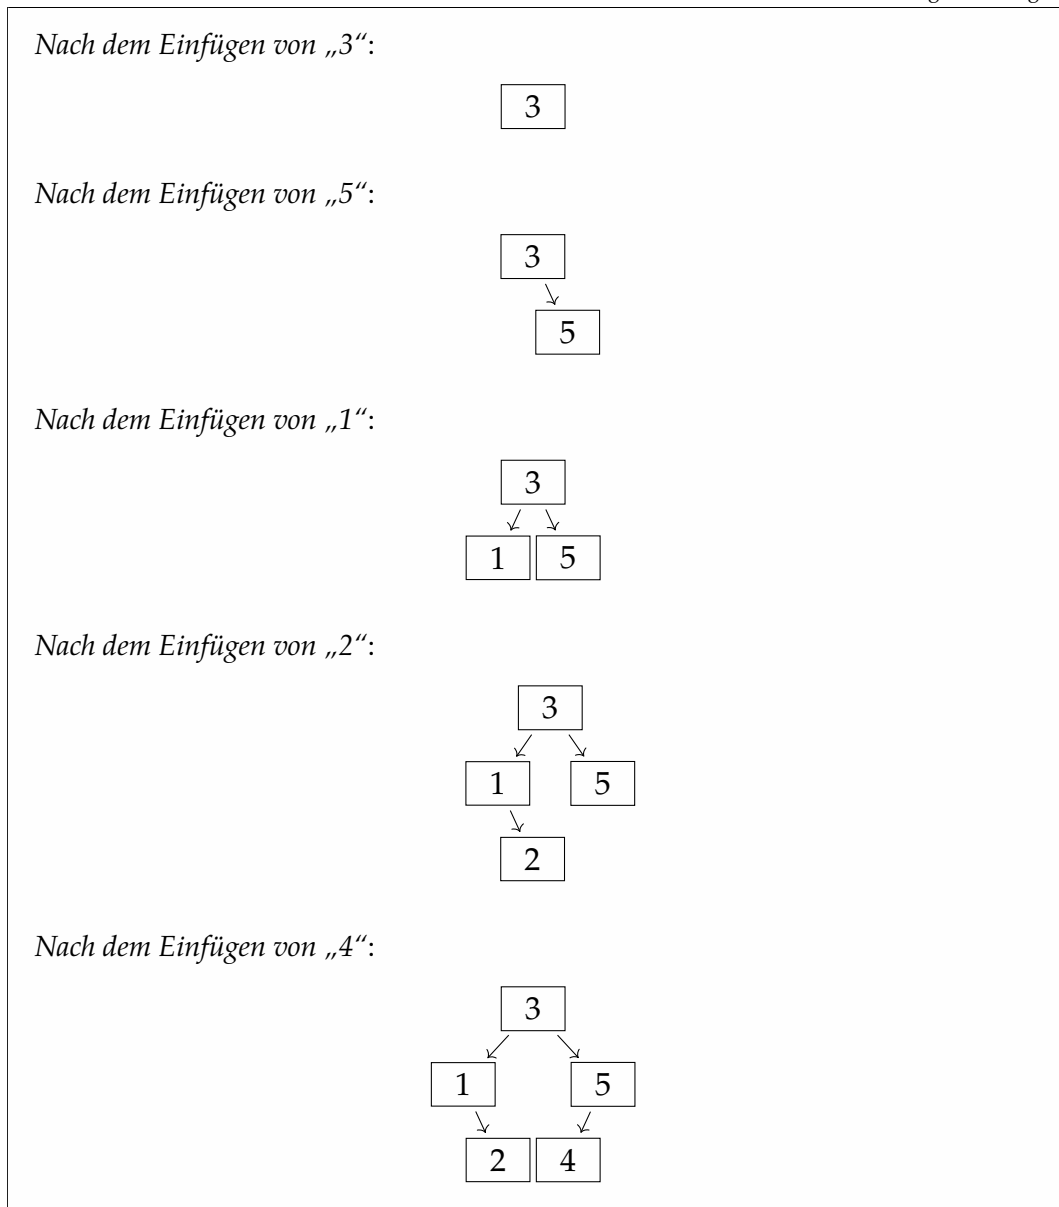 Nach dem Einfügen von „3“:
3
Nach dem Einfügen von „5“:
3
5
Nach dem Einfügen von „1“:
3
1 5
Nach dem Einfügen von „2“:
3
1 5
2
Nach dem Einfügen von „4“:
3
1 5
2 4